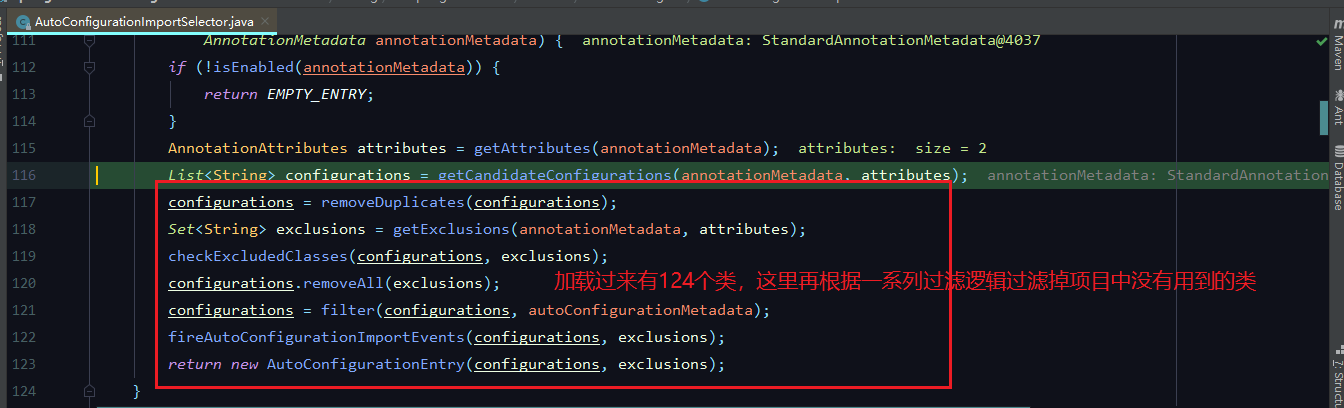 AutoConfigurationImportSelector.java
111 AnnotationMetadata annotationMetadata) { annotationMetadata: StandardAnnotationMetadata@4037
112 if (!isEnabled(annotationMetadata)) {
113 return EMPTY_ENTRY;
114 }
115 AnnotationAttributes attributes = getAttributes(annotationMetadata); attributes: size = 2
116 List<String> configurations = getCandidateConfigurations(annotationMetadata, attributes); annotationMetadata: StandardAnnotation
117 configurations = removeDuplicates(configurations);
118 Set<String> exclusions = getExclusions(annotationMetadata, attributes);
119 checkExcludedClasses(configurations, exclusions);
120 configurations.removeAll(exclusions);
加载过来有124个类，这里再根据一系列过滤逻辑过滤掉项目中没有用到的类
121 configurations = filter(configurations, autoConfigurationMetadata);
122 fireAutoConfigurationImportEvents(configurations, exclusions);
123 return new AutoConfigurationEntry(configurations, exclusions);
124 }
Maven
Ant
Database
7: Structu